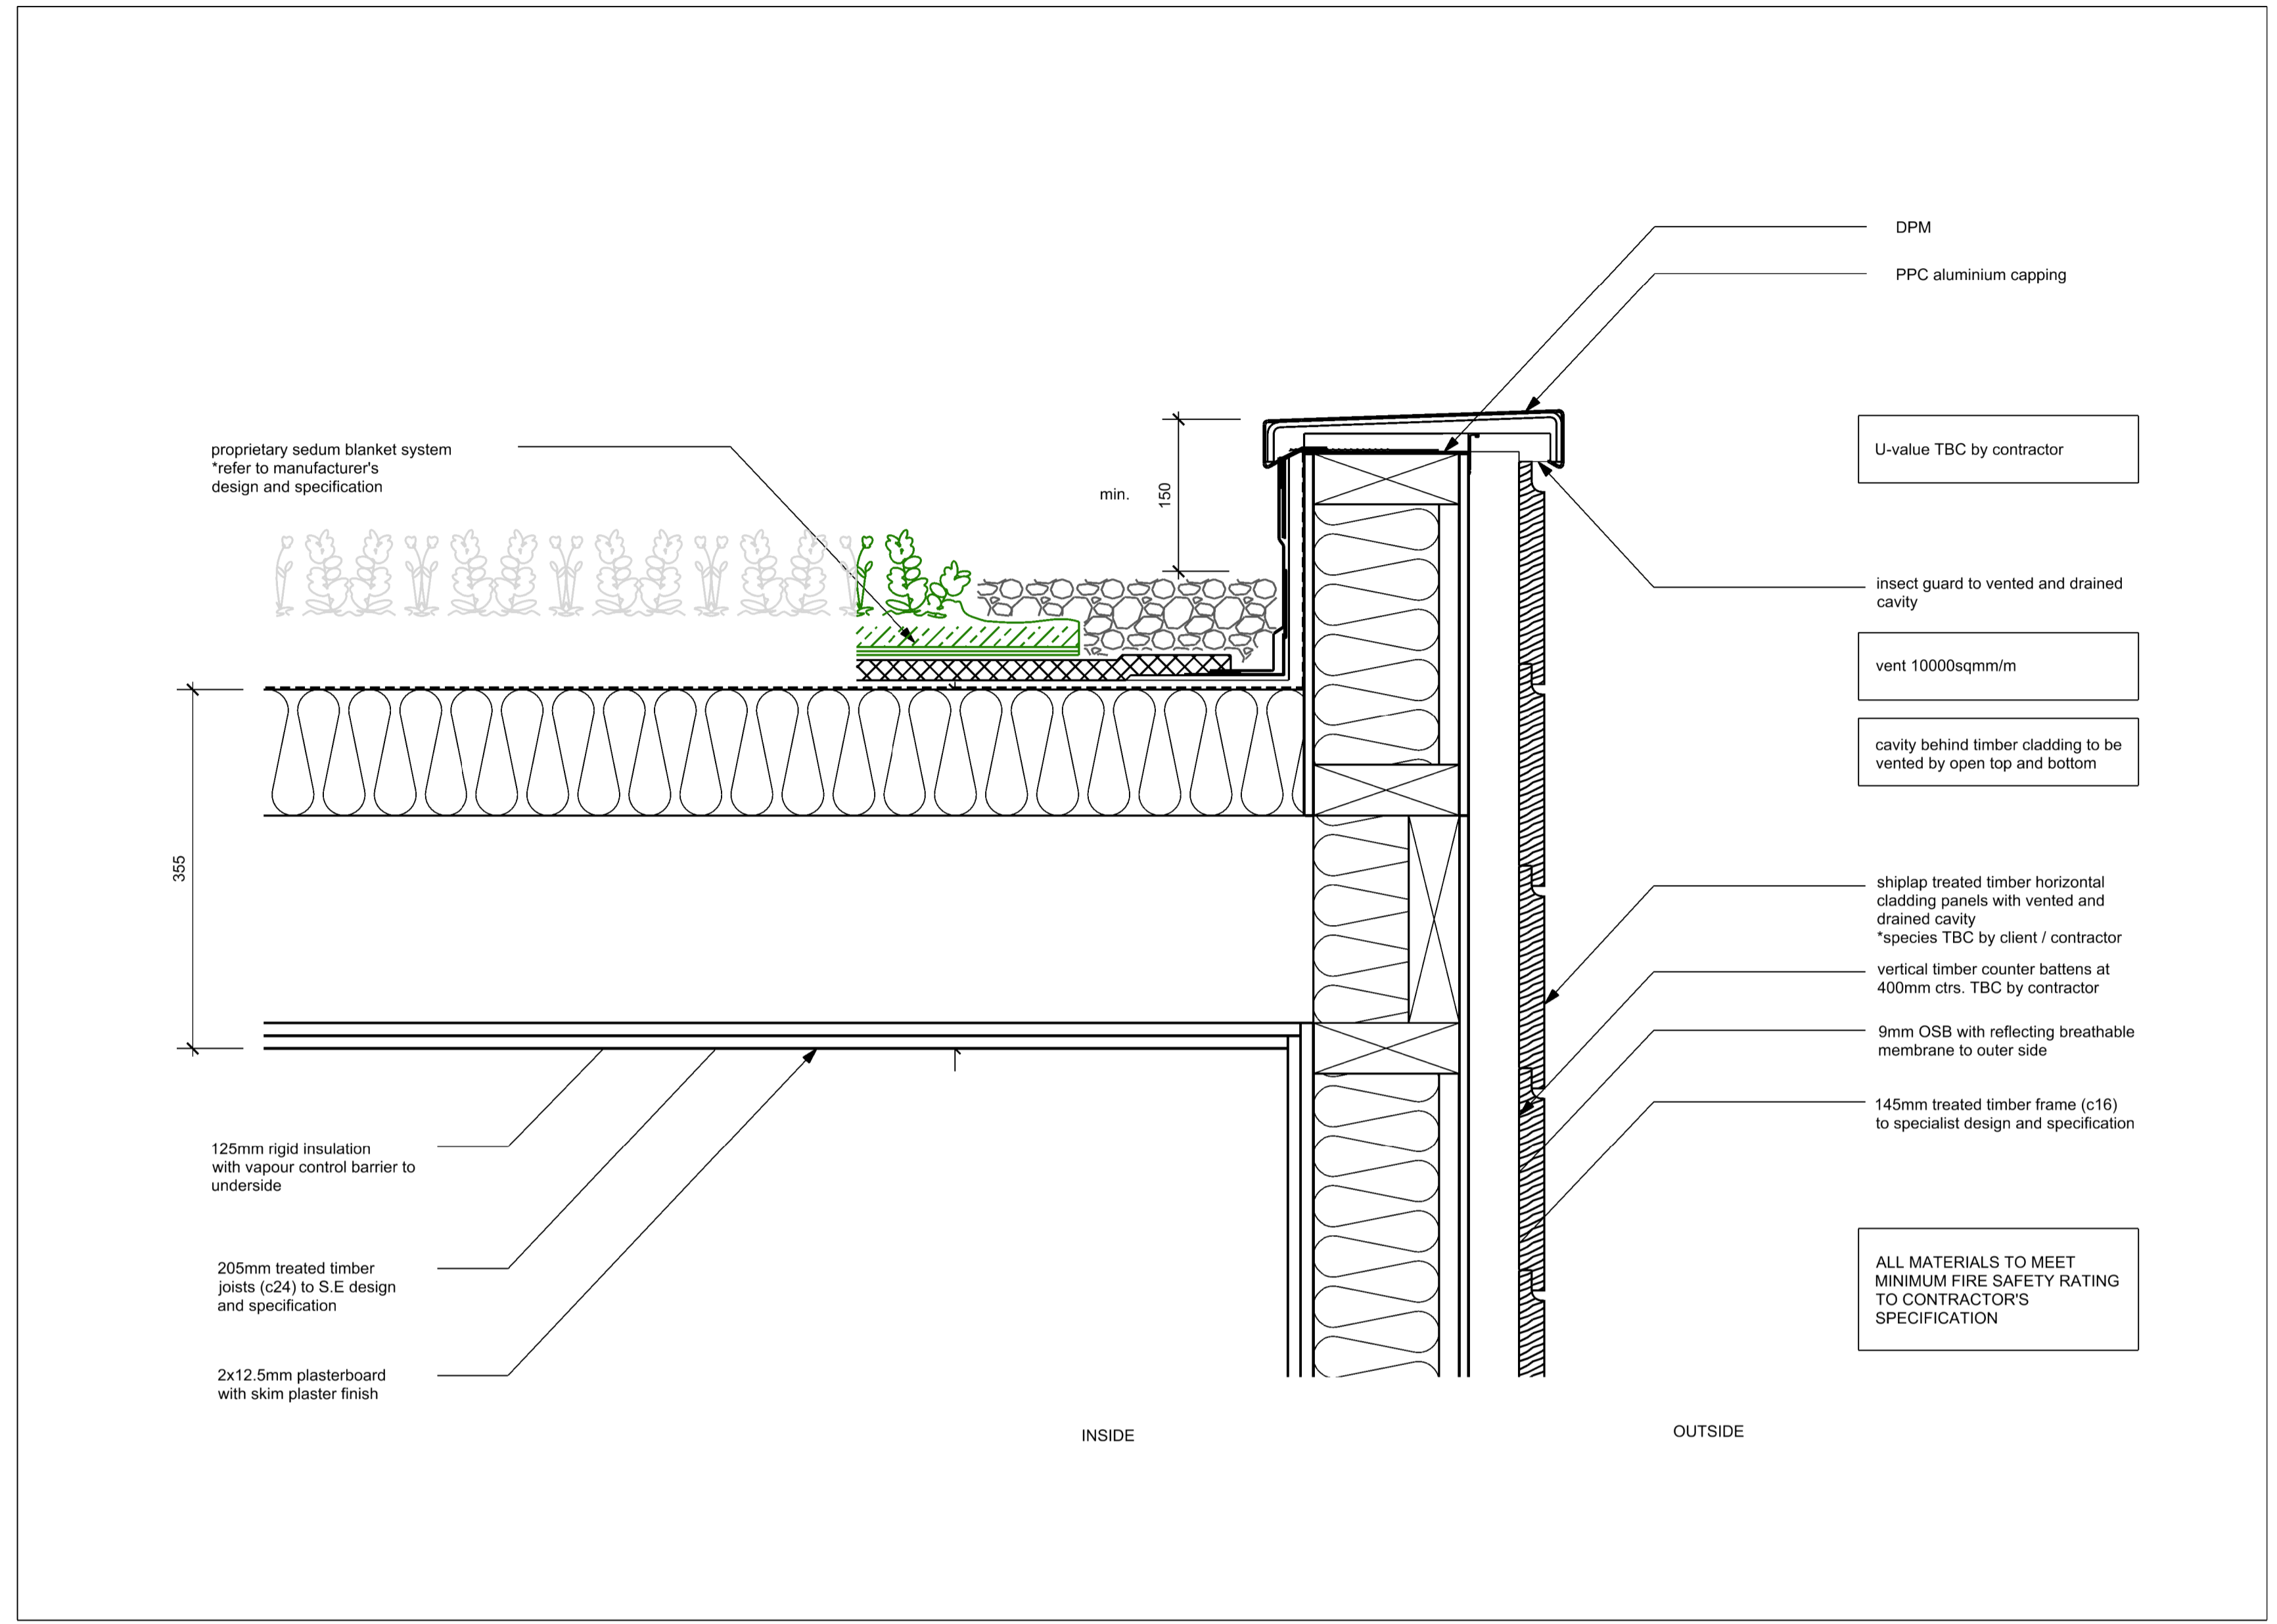 DPM
PPC aluminium capping
proprietary sedum blanket system
*refer to manufacturer's
design and specification
min.
150
U-value TBC by contractor
insect guard to vented and drained
cavity
vent 10000sqmm/m
cavity behind timber cladding to be
vented by open top and bottom
355
shiplap treated timber horizontal
cladding panels with vented and
drained cavity
*species TBC by client / contractor
vertical timber counter battens at
400mm ctrs. TBC by contractor
9mm OSB with reflecting breathable
membrane to outer side
145mm treated timber frame (c16)
to specialist design and specification
125mm rigid insulation
with vapour control barrier to
underside
205mm treated timber
joists (c24) to S.E design
and specification
2x12.5mm plasterboard
with skim plaster finish
ALL MATERIALS TO MEET
MINIMUM FIRE SAFETY RATING
TO CONTRACTOR'S
SPECIFICATION
INSIDE
OUTSIDE